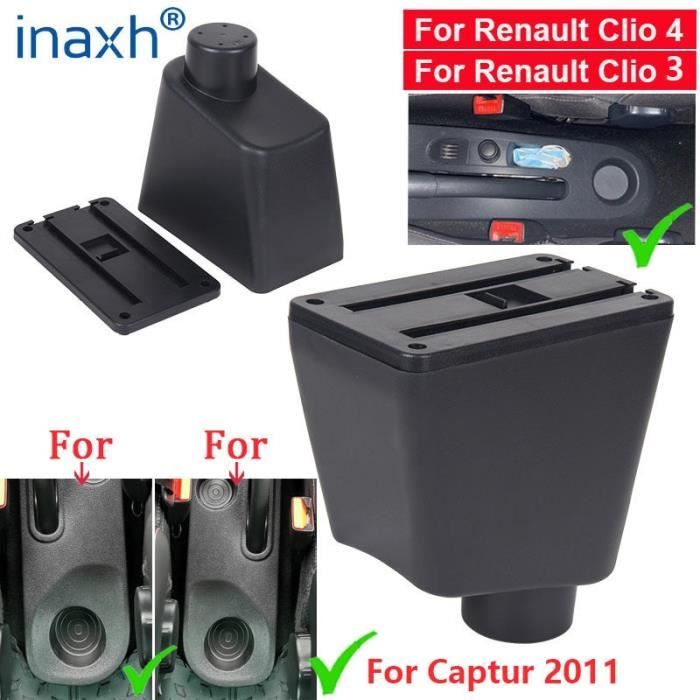 inaxh®
For Renault Clio 4
For Renault Clio 3
For
For
For Captur 2011